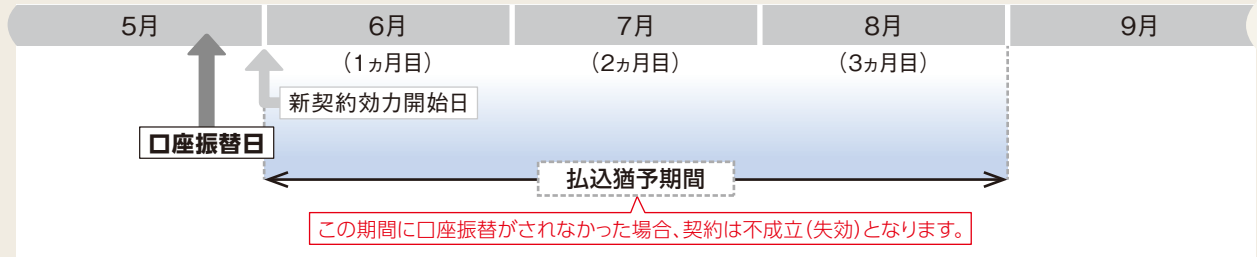 5月 6月 7月 8月 9月
（1ヵ月目） （2ヵ月目） （3ヵ月目）
新契約効力開始日
口座振替日
払込猶予期間
この期間に口座振替がされなかった場合、契約は不成立（失効）となります。